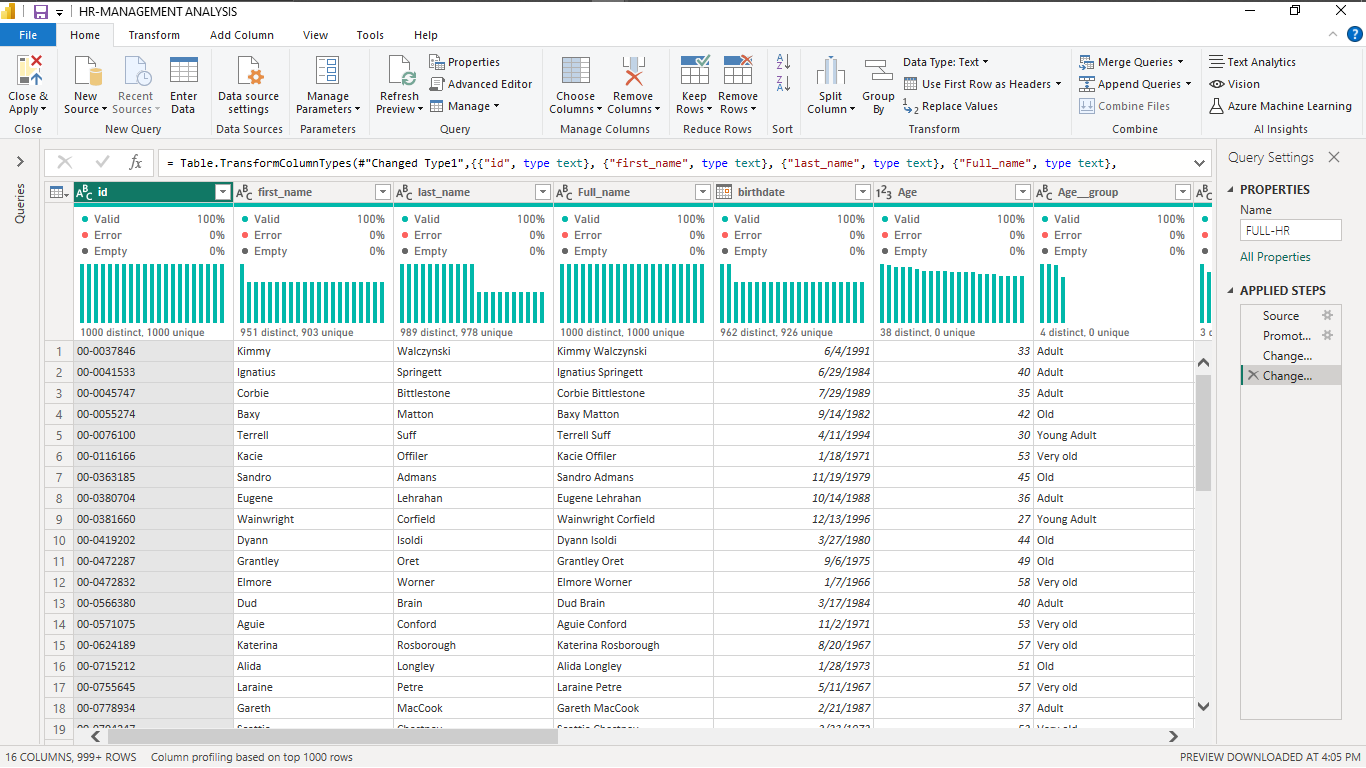 HR-MANAGEMENT ANALYSIS
File Home Transform Add Column View Tools Help
Close & Apply
New Source
Recent Sources
Enter Data
Data source settings
Manage Parameters
Refresh Preview
Properties
Advanced Editor
Manage
Choose Columns
Remove Columns
Keep Rows
Remove Rows
A Z
Z A
Split Column
Group By
Data Type: Text
Use First Row as Headers
1 2 Replace Values
Merge Queries
Append Queries
Combine Files
Text Analytics
Vision
Azure Machine Learning
Close New Query Data Sources Parameters Query Manage Columns Reduce Rows Sort Transform Combine AI Insights
Queries
fx = Table.TransformColumnTypes(#"Changed Type1",{{"id", type text}, {"first_name", type text}, {"last_name", type text}, {"Full_name", type text},
ABC id ABC first_name ABC last_name ABC Full_name birthdate 123 Age ABC Age__group ABC
Valid 100% Valid 100% Valid 100% Valid 100% Valid 100% Valid 100% Valid 100%
Error 0% Error 0% Error 0% Error 0% Error 0% Error 0% Error 0%
Empty 0% Empty 0% Empty 0% Empty 0% Empty 0% Empty 0% Empty 0%
1000 distinct, 1000 unique 951 distinct, 903 unique 989 distinct, 978 unique 1000 distinct, 1000 unique 962 distinct, 926 unique 38 distinct, 0 unique 4 distinct, 0 unique 3 d
1 00-0037846 Kimmy Walczynski Kimmy Walczynski 6/4/1991 33 Adult
2 00-0041533 Ignatius Springett Ignatius Springett 6/29/1984 40 Adult
3 00-0045747 Corbie Bittlestone Corbie Bittlestone 7/29/1989 35 Adult
4 00-0055274 Baxy Matton Baxy Matton 9/14/1982 42 Old
5 00-0076100 Terrell Suff Terrell Suff 4/11/1994 30 Young Adult
6 00-0116166 Kacie Offiler Kacie Offiler 1/18/1971 53 Very old
7 00-0363185 Sandro Admans Sandro Admans 11/19/1979 45 Old
8 00-0380704 Eugene Lehrahan Eugene Lehrahan 10/14/1988 36 Adult
9 00-0381660 Wainwright Corfield Wainwright Corfield 12/13/1996 27 Young Adult
10 00-0419202 Dyann Isoldi Dyann Isoldi 3/27/1980 44 Old
11 00-0472287 Grantley Oret Grantley Oret 9/6/1975 49 Old
12 00-0472832 Elmore Worner Elmore Worner 1/7/1966 58 Very old
13 00-0566380 Dud Brain Dud Brain 3/17/1984 40 Adult
14 00-0571075 Aguie Conford Aguie Conford 11/2/1971 53 Very old
15 00-0624189 Katerina Rosborough Katerina Rosborough 8/20/1967 57 Very old
16 00-0715212 Alida Longley Alida Longley 1/28/1973 51 Old
17 00-0755645 Laraine Petre Laraine Petre 5/11/1967 57 Very old
18 00-0778934 Gareth MacCook Gareth MacCook 2/21/1987 37 Adult
19
Query Settings
PROPERTIES
Name
FULL-HR
All Properties
APPLIED STEPS
Source
Promot...
Change...
Change...
16 COLUMNS, 999+ ROWS Column profiling based on top 1000 rows PREVIEW DOWNLOADED AT 4:05 PM